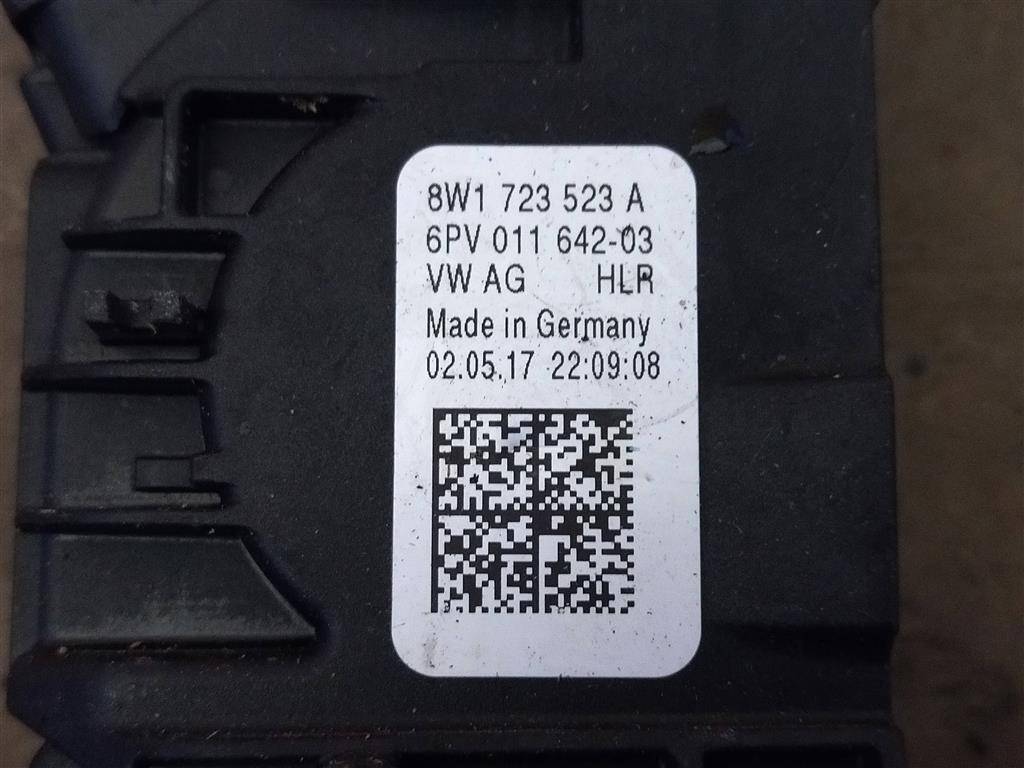 8W1 723 523 A
6PV 011 642-03
VW AG HLR
Made in Germany
02.05.17 22:09:08